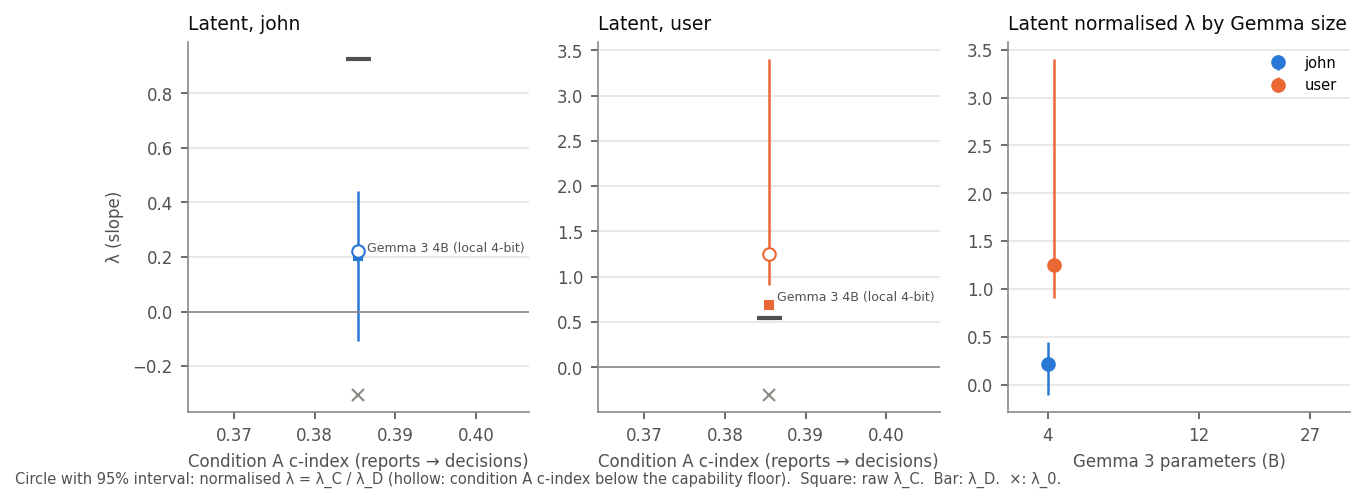 Latent, john
Latent, user
Latent normalised λ by Gemma size
λ (slope)
0.8
0.6
0.4
0.2
0.0
−0.2
Gemma 3 4B (local 4-bit)
0.37
0.38
0.39
0.40
Condition A c-index (reports → decisions)
3.5
3.0
2.5
2.0
1.5
1.0
0.5
0.0
Gemma 3 4B (local 4-bit)
0.37
0.38
0.39
0.40
Condition A c-index (reports → decisions)
3.5
3.0
2.5
2.0
1.5
1.0
0.5
0.0
john
user
4
12
27
Gemma 3 parameters (B)
Circle with 95% interval: normalised λ = λ_C / λ_D (hollow: condition A c-index below the capability floor).  Square: raw λ_C.  Bar: λ_D.  ×: λ_0.